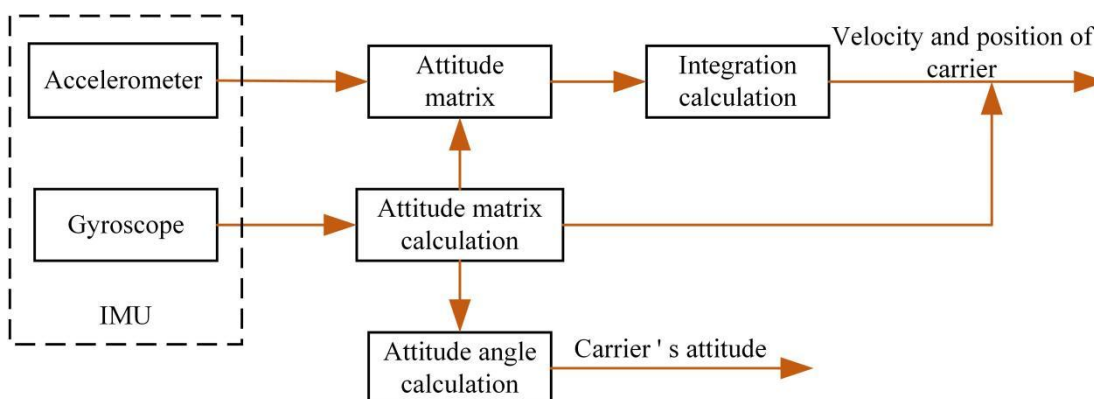 Accelerometer
Attitude
matrix
Integration
calculation
Velocity and position of
carrier
Gyroscope
Attitude matrix
calculation
IMU
Attitude angle
calculation
Carrier ' s attitude